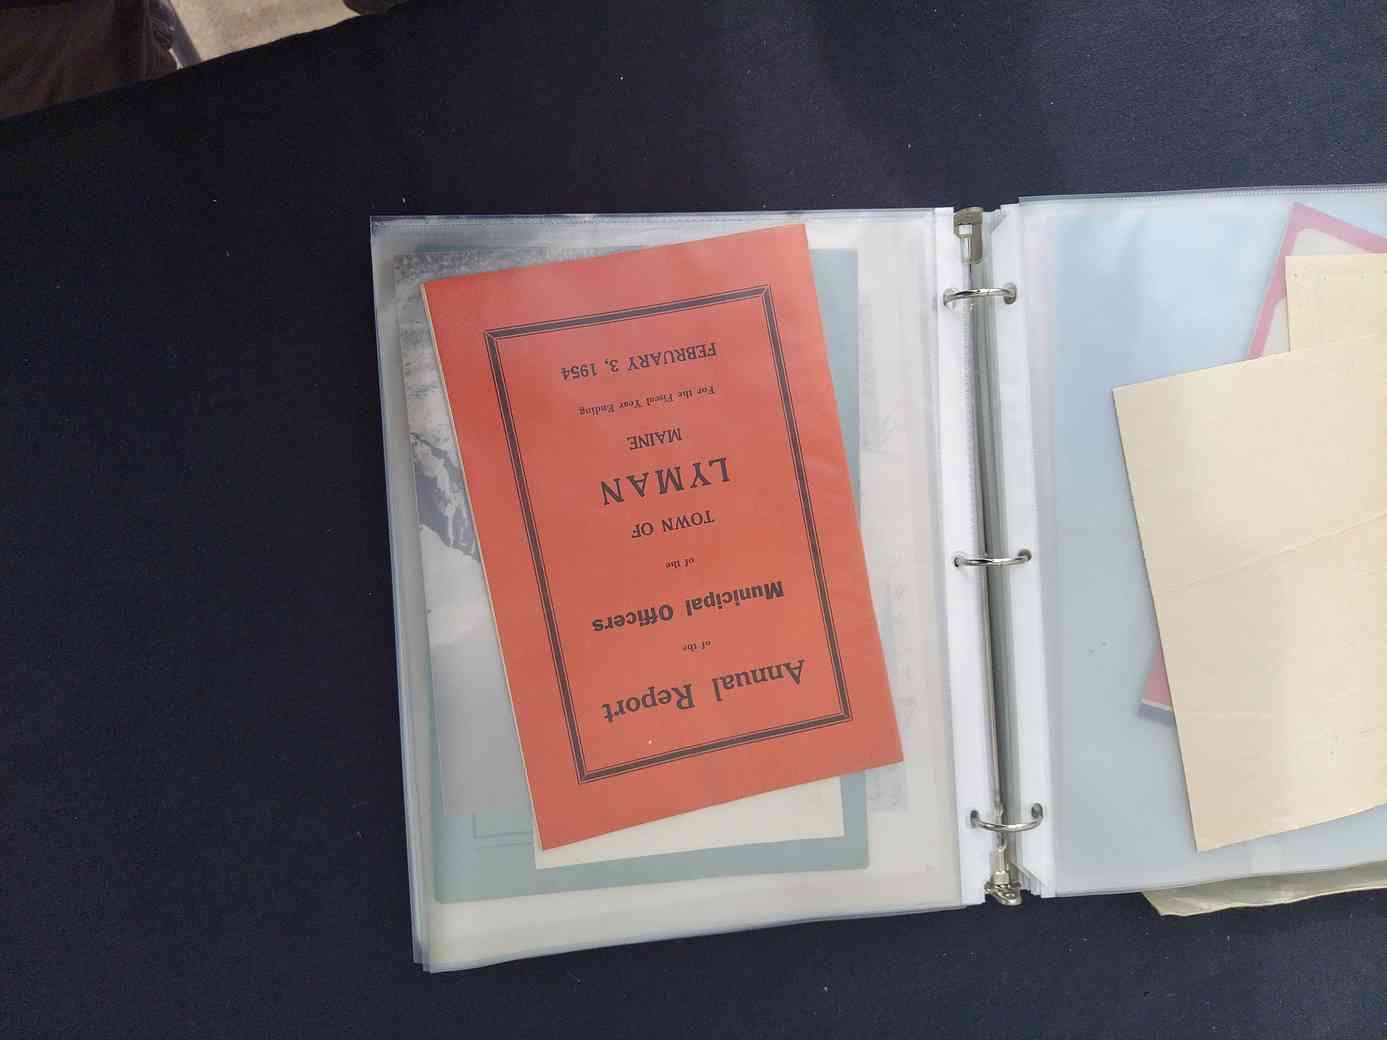 Annual Report
of the
Municipal Officers
of the
TOWN OF
LYMAN
MAINE
For the Fiscal Year Ending
FEBRUARY 3, 1954